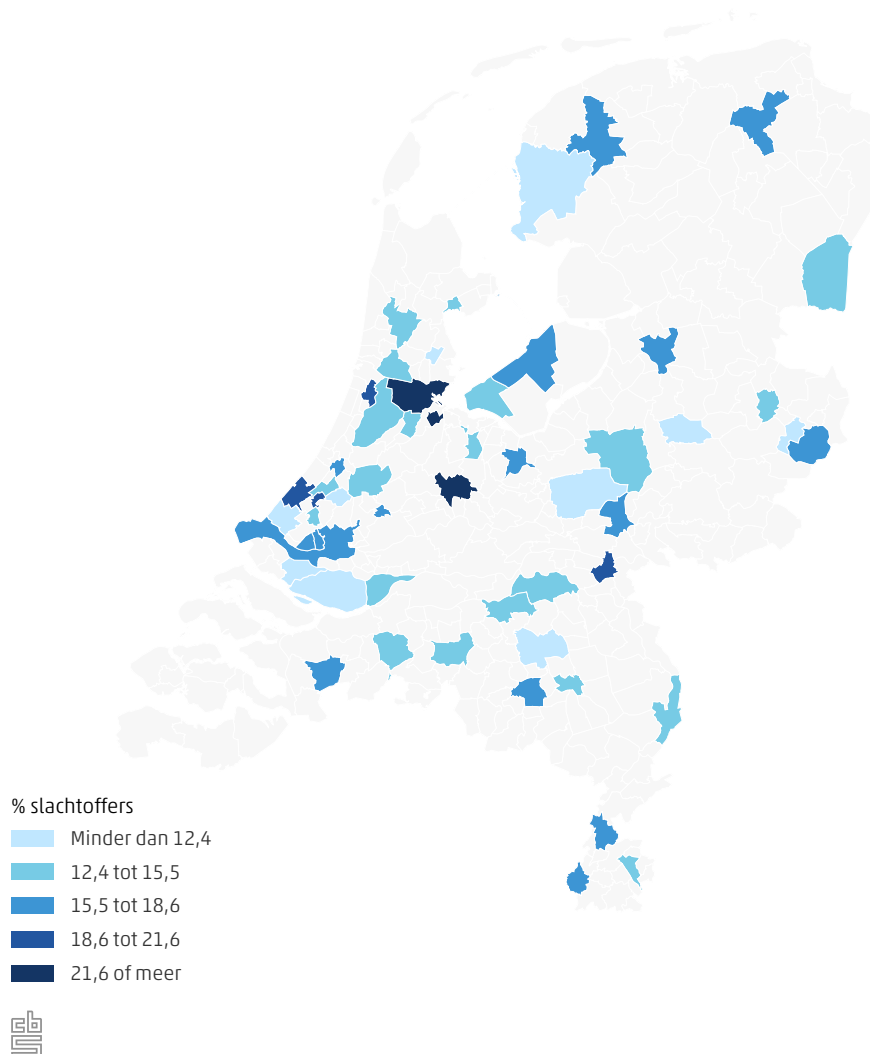 % slachtoffers
Minder dan 12,4
12,4 tot 15,5
15,5 tot 18,6
18,6 tot 21,6
21,6 of meer
cbs